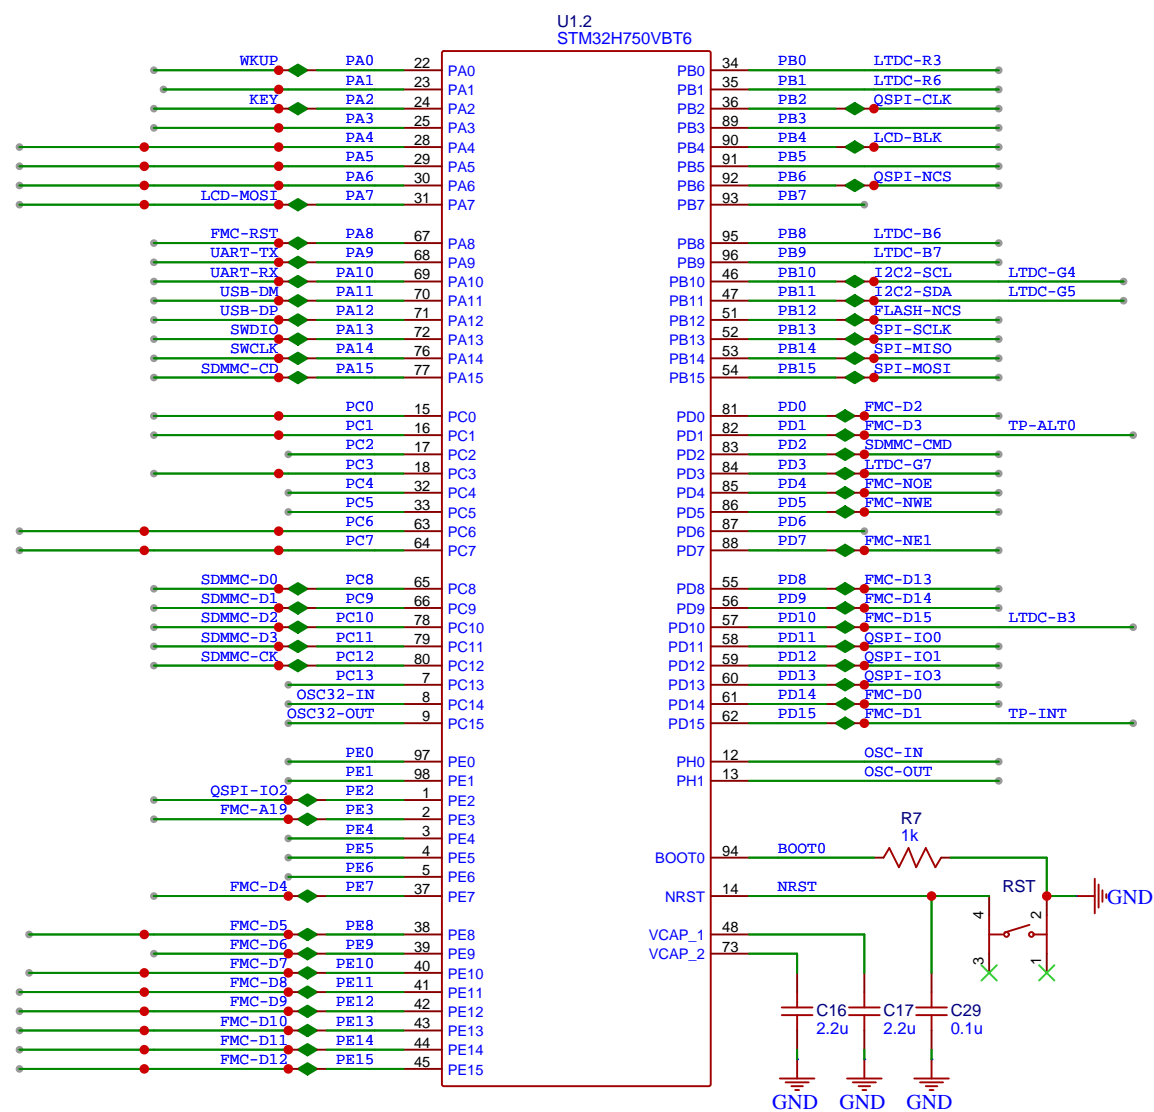 U1.2
STM32H750VBT6
WKUP PA0 22 PA0 PB0 34 PB0 LTDC-R3
PA1 23 PA1 PB1 35 PB1 LTDC-R6
KEY PA2 24 PA2 PB2 36 PB2 QSPI-CLK
PA3 25 PA3 PB3 89 PB3
PA4 28 PA4 PB4 90 PB4 LCD-BLK
PA5 29 PA5 PB5 91 PB5
PA6 30 PA6 PB6 92 PB6 QSPI-NCS
LCD-MOSI PA7 31 PA7 PB7 93 PB7
FMC-RST PA8 67 PA8 PB8 95 PB8 LTDC-B6
UART-TX PA9 68 PA9 PB9 96 PB9 LTDC-B7
UART-RX PA10 69 PA10 PB10 46 PB10 I2C2-SCL LTDC-G4
USB-DM PA11 70 PA11 PB11 47 PB11 I2C2-SDA LTDC-G5
USB-DP PA12 71 PA12 PB12 51 PB12 FLASH-NCS
SWDIO PA13 72 PA13 PB13 52 PB13 SPI-SCLK
SWCLK PA14 76 PA14 PB14 53 PB14 SPI-MISO
SDMMC-CD PA15 77 PA15 PB15 54 PB15 SPI-MOSI
PC0 15 PC0 PD0 81 PD0 FMC-D2
PC1 16 PC1 PD1 82 PD1 FMC-D3 TP-ALT0
PC2 17 PC2 PD2 83 PD2 SDMMC-CMD
PC3 18 PC3 PD3 84 PD3 LTDC-G7
PC4 32 PC4 PD4 85 PD4 FMC-NOE
PC5 33 PC5 PD5 86 PD5 FMC-NWE
PC6 63 PC6 PD6 87 PD6
PC7 64 PC7 PD7 88 PD7 FMC-NE1
SDMMC-D0 PC8 65 PC8 PD8 55 PD8 FMC-D13
SDMMC-D1 PC9 66 PC9 PD9 56 PD9 FMC-D14
SDMMC-D2 PC10 78 PC10 PD10 57 PD10 FMC-D15 LTDC-B3
SDMMC-D3 PC11 79 PC11 PD11 58 PD11 QSPI-IO0
SDMMC-CK PC12 80 PC12 PD12 59 PD12 QSPI-IO1
PC13 7 PC13 PD13 60 PD13 QSPI-IO3
OSC32-IN 8 PC14 PD14 61 PD14 FMC-D0
OSC32-OUT 9 PC15 PD15 62 PD15 FMC-D1 TP-INT
PE0 97 PE0 PH0 12 OSC-IN
PE1 98 PE1 PH1 13 OSC-OUT
QSPI-IO2 PE2 1 PE2
FMC-A19 PE3 2 PE3
R7
PE4 3 PE4 1k
PE5 4 PE5 BOOT0 94 BOOT0
PE6 5 PE6
FMC-D4 PE7 37 PE7 NRST 14 NRST RST GND
4 2
3 1
FMC-D5 PE8 38 PE8 VCAP_1 48
FMC-D6 PE9 39 PE9 VCAP_2 73
FMC-D7 PE10 40 PE10
FMC-D8 PE11 41 PE11
FMC-D9 PE12 42 PE12 C16 C17 C29
FMC-D10 PE13 43 PE13 2.2u 2.2u 0.1u
FMC-D11 PE14 44 PE14
FMC-D12 PE15 45 PE15
GND GND GND